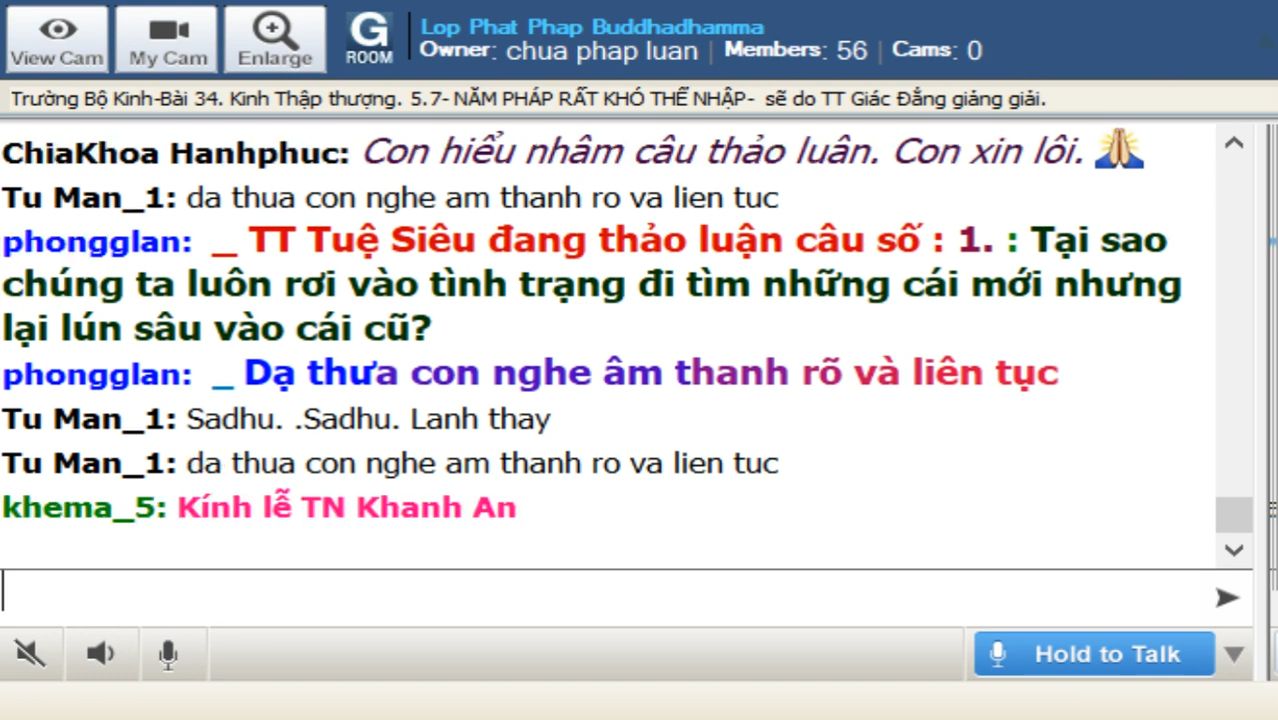 View Cam
My Cam
Enlarge
G
ROOM
Lop Phat Phap Buddhadhamma
Owner: chua phap luan | Members: 56 | Cams: 0
Trường Bộ Kinh-Bài 34. Kinh Thập thượng. 5.7- NĂM PHÁP RẤT KHÓ THỂ NHẬP- sẽ do TT Giác Đẳng giảng giải.
ChiaKhoa Hanhphuc: Con hiểu nhâm câu thảo luân. Con xin lôi.
Tu Man_1: da thua con nghe am thanh ro va lien tuc
phongglan: _ TT Tuệ Siêu đang thảo luận câu số : 1. : Tại sao
chúng ta luôn rơi vào tình trạng đi tìm những cái mới nhưng
lại lún sâu vào cái cũ?
phongglan: _ Dạ thưa con nghe âm thanh rõ và liên tục
Tu Man_1: Sadhu. .Sadhu. Lanh thay
Tu Man_1: da thua con nghe am thanh ro va lien tuc
khema_5: Kính lễ TN Khanh An
Hold to Talk